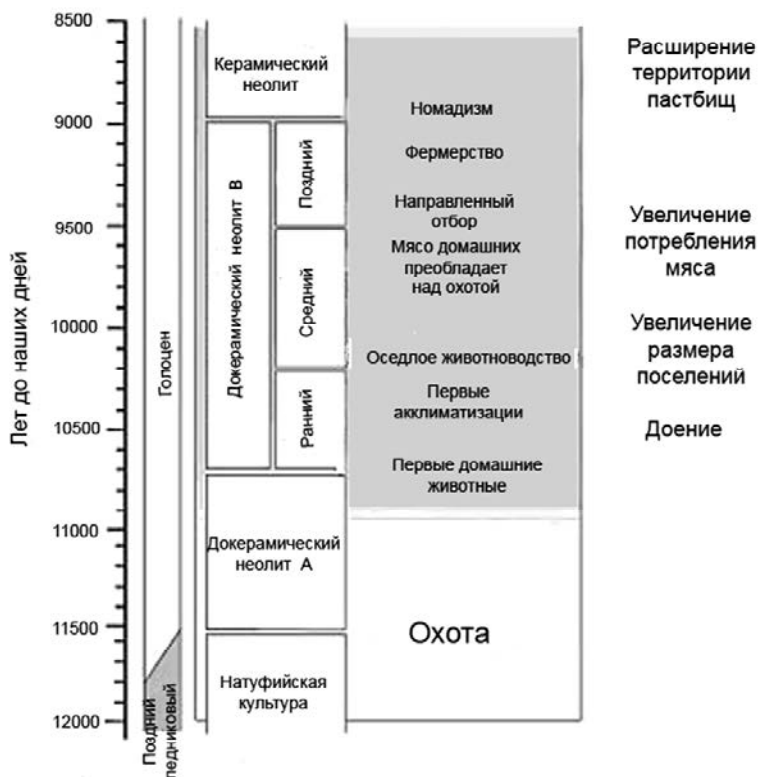 8500
9000
9500
10000
10500
11000
11500
12000
Лет до наших дней
Голоцен
Поздний
ледниковый
Керамический
неолит
Докерамический неолит B
Поздний
Средний
Ранний
Докерамический
неолит А
Натуфийская
культура
Номадизм
Фермерство
Направленный
отбор
Мясо домашних
преобладает
над охотой
Оседлое животноводство
Первые
акклиматизации
Первые домашние
животные
Охота
Расширение
территории
пастбищ
Увеличение
потребления
мяса
Увеличение
размера
поселений
Доение